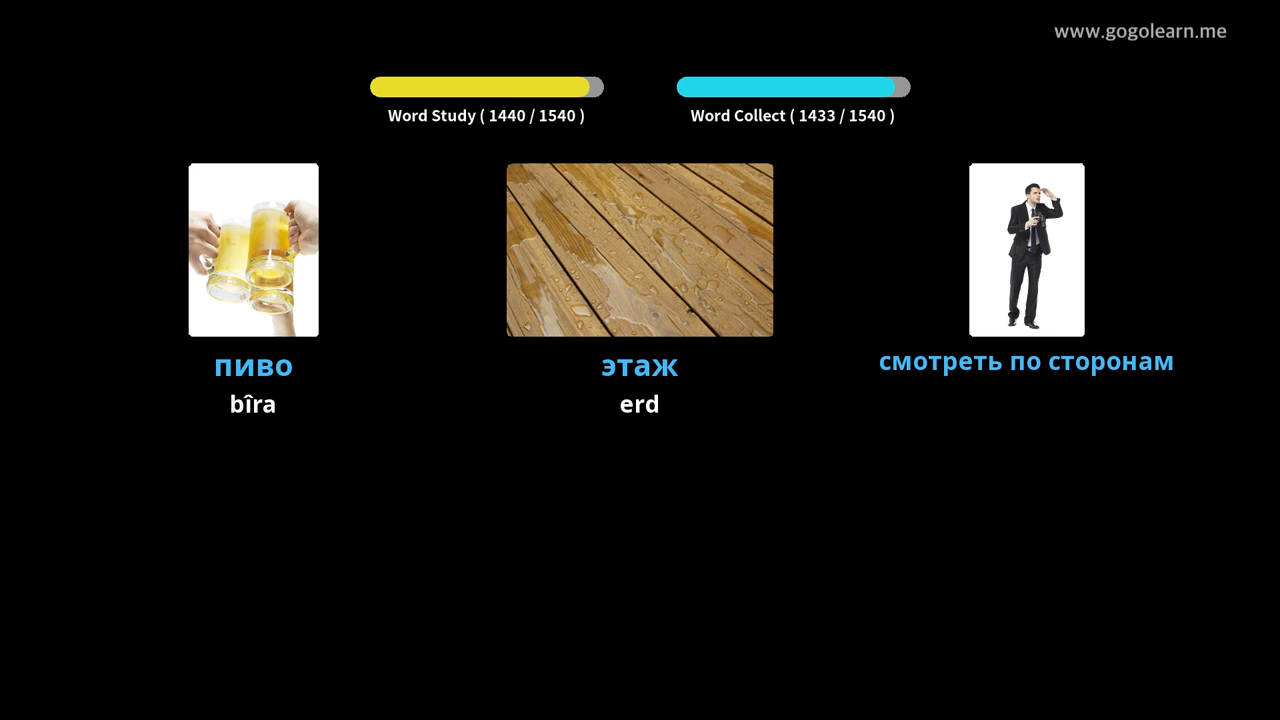 www.gogolearn.me
Word Study ( 1440 / 1540 )
Word Collect ( 1433 / 1540 )
пиво
bîra
этаж
erd
смотреть по сторонам